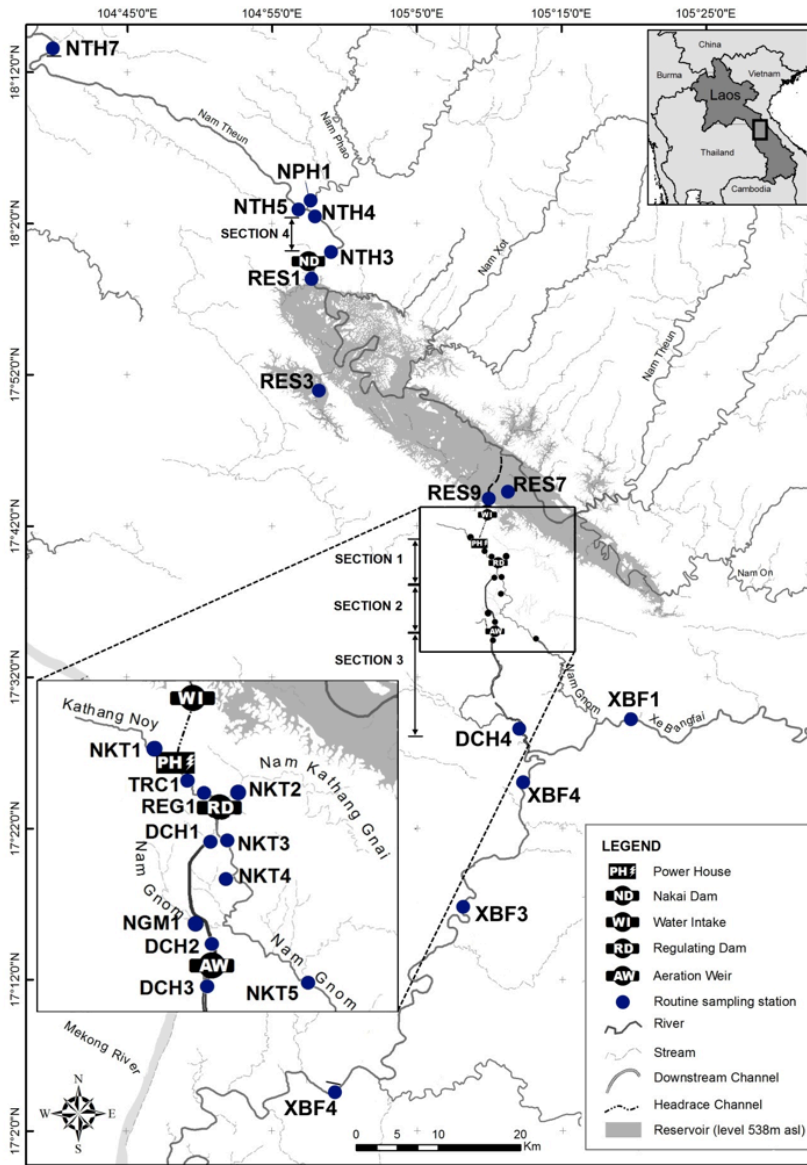 104°45'0"E
104°55'0"E
105°5'0"E
105°15'0"E
105°25'0"E
NTH7
China
Burma
Vietnam
Laos
Thailand
Cambodia
18°12'0"N
Nam Theun
Nam Phao
NPH1
NTH5
NTH4
18°2'0"N
SECTION 4
NTH3
ND
RES1
Nam Xot
Nam Theun
17°52'0"N
RES3
RES9
RES7
17°42'0"N
WI
PH
SECTION 1
RD
Nam On
SECTION 2
AW
SECTION 3
17°32'0"N
Nam Gnom
XBF1
Xe Bangfai
DCH4
XBF4
WI
Kathang Noy
NKT1
PH
Nam Kathang Gnai
TRC1
NKT2
REG1
RD
17°22'0"N
DCH1
NKT3
NKT4
Nam Gnom
NGM1
DCH2
AW
Nam Gnom
DCH3
NKT5
XBF3
17°12'0"N
Mekong River
N
W
E
S
XBF4
17°2'0"N
0
5
10
20
Km
LEGEND
PH Power House
ND Nakai Dam
WI Water Intake
RD Regulating Dam
AW Aeration Weir
Routine sampling station
River
Stream
Downstream Channel
Headrace Channel
Reservoir (level 538m asl)